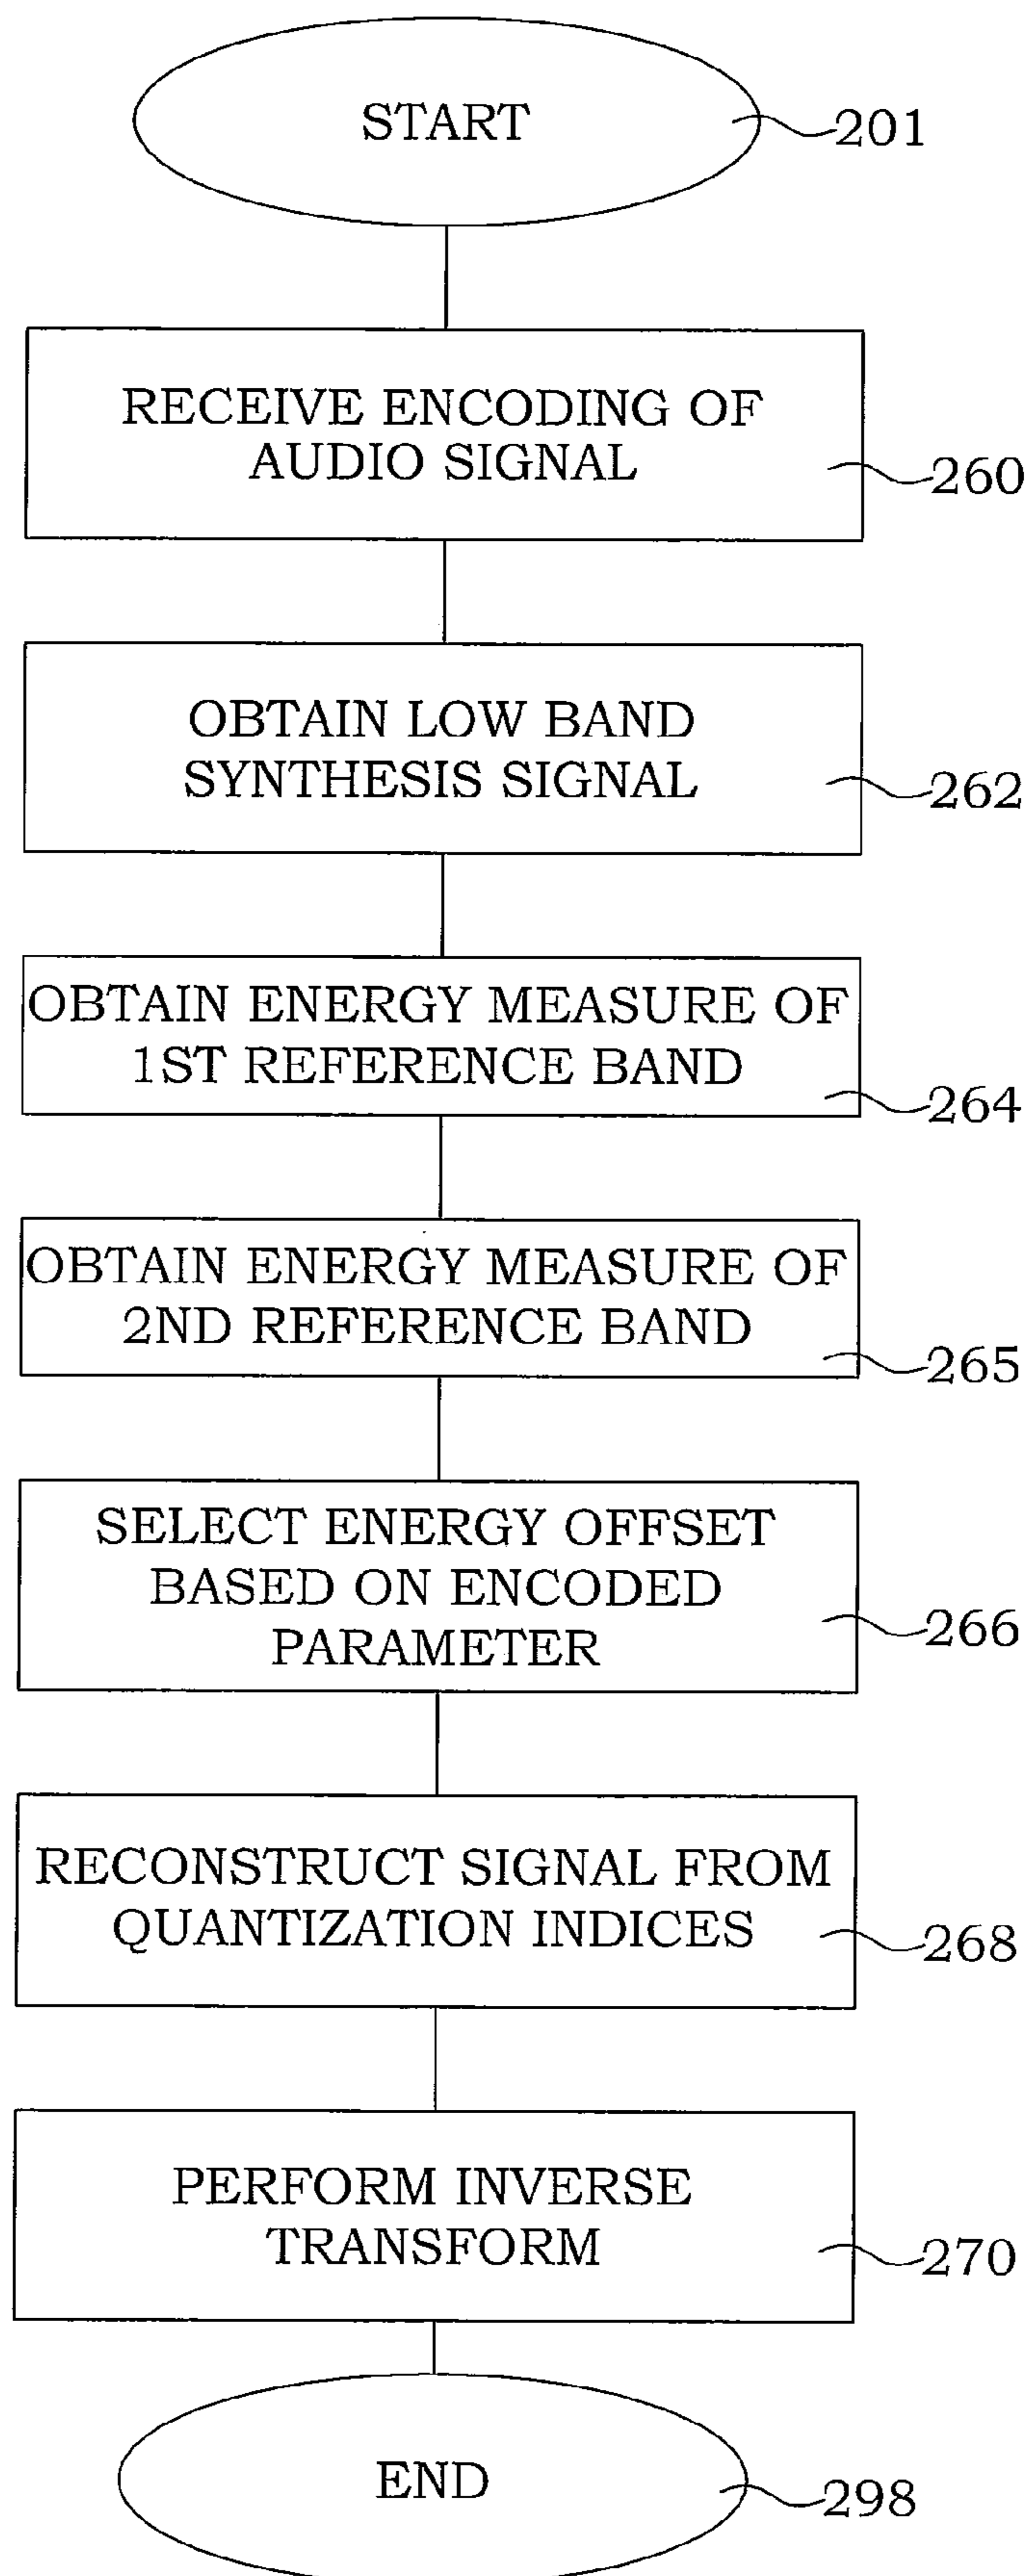 START
201
RECEIVE ENCODING OF
AUDIO SIGNAL
260
OBTAIN LOW BAND
SYNTHESIS SIGNAL
262
OBTAIN ENERGY MEASURE OF
1ST REFERENCE BAND
264
OBTAIN ENERGY MEASURE OF
2ND REFERENCE BAND
265
SELECT ENERGY OFFSET
BASED ON ENCODED
PARAMETER
266
RECONSTRUCT SIGNAL FROM
QUANTIZATION INDICES
268
PERFORM INVERSE
TRANSFORM
270
END
298